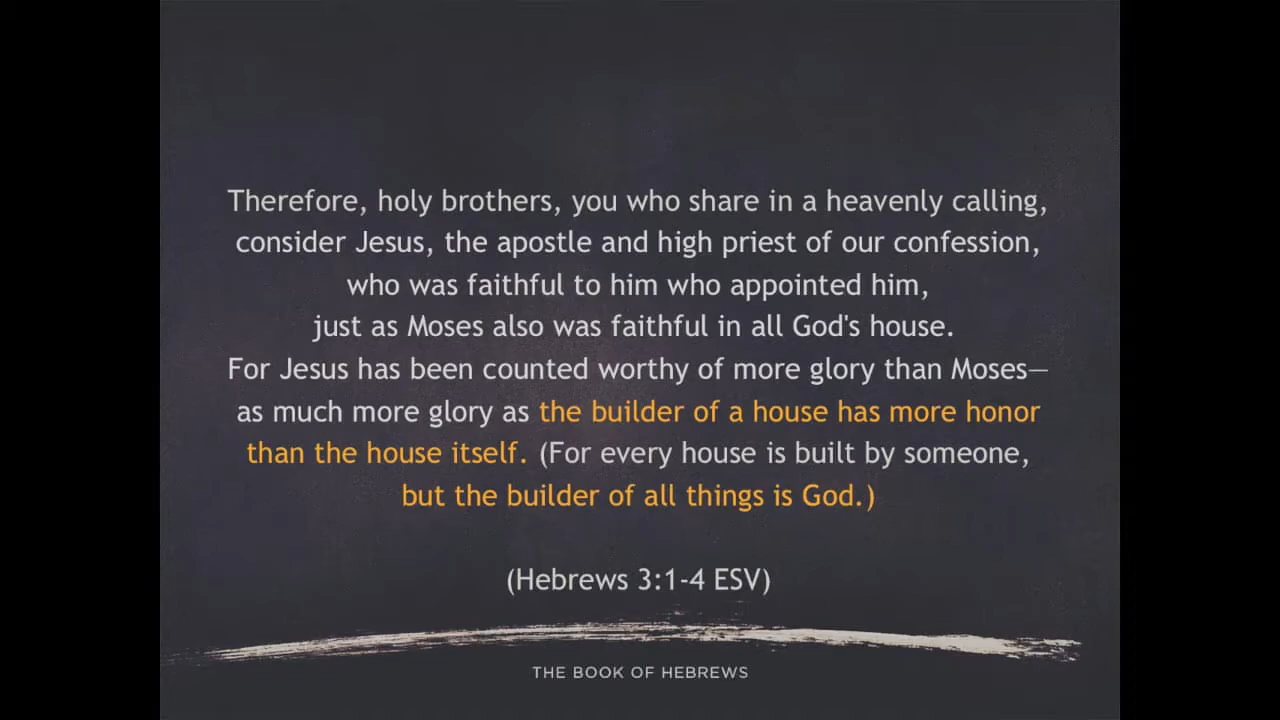 Therefore, holy brothers, you who share in a heavenly calling,
consider Jesus, the apostle and high priest of our confession,
who was faithful to him who appointed him,
just as Moses also was faithful in all God's house.
For Jesus has been counted worthy of more glory than Moses—
as much more glory as the builder of a house has more honor
than the house itself. (For every house is built by someone,
but the builder of all things is God.)
(Hebrews 3:1-4 ESV)
THE BOOK OF HEBREWS